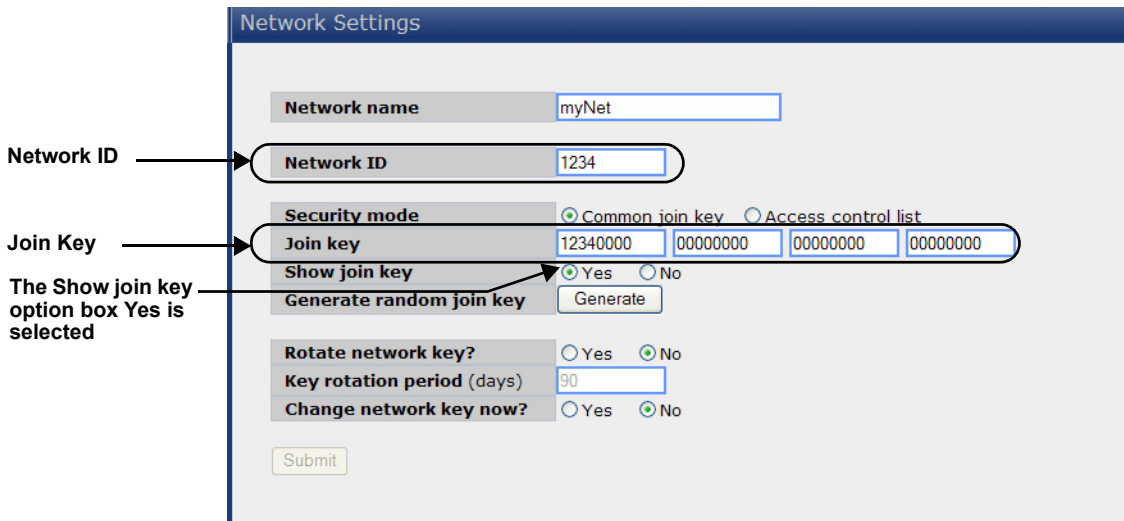 Network Settings
Network name myNet
Network ID
Network ID 1234
Security mode Common join key Access control list
Join Key
Join key 12340000 00000000 00000000 00000000
The Show join key
option box Yes is
selected
Show join key Yes No
Generate random join key Generate
Rotate network key? Yes No
Key rotation period (days) 90
Change network key now? Yes No
Submit